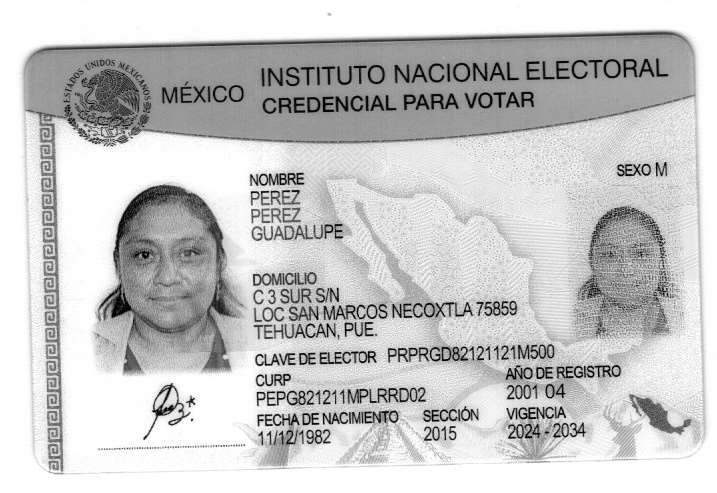 ESTADOS UNIDOS MEXICANOS
MÉXICO
INSTITUTO NACIONAL ELECTORAL
CREDENCIAL PARA VOTAR
NOMBRE
SEXO M
PEREZ
PEREZ
GUADALUPE
DOMICILIO
C 3 SUR S/N
LOC SAN MARCOS NECOXTLA 75859
TEHUACAN, PUE.
CLAVE DE ELECTOR PRPRGD82121121M500
CURP
PEPG821211MPLRRD02
AÑO DE REGISTRO
2001 04
FECHA DE NACIMIENTO
11/12/1982
SECCIÓN
2015
VIGENCIA
2024 - 2034